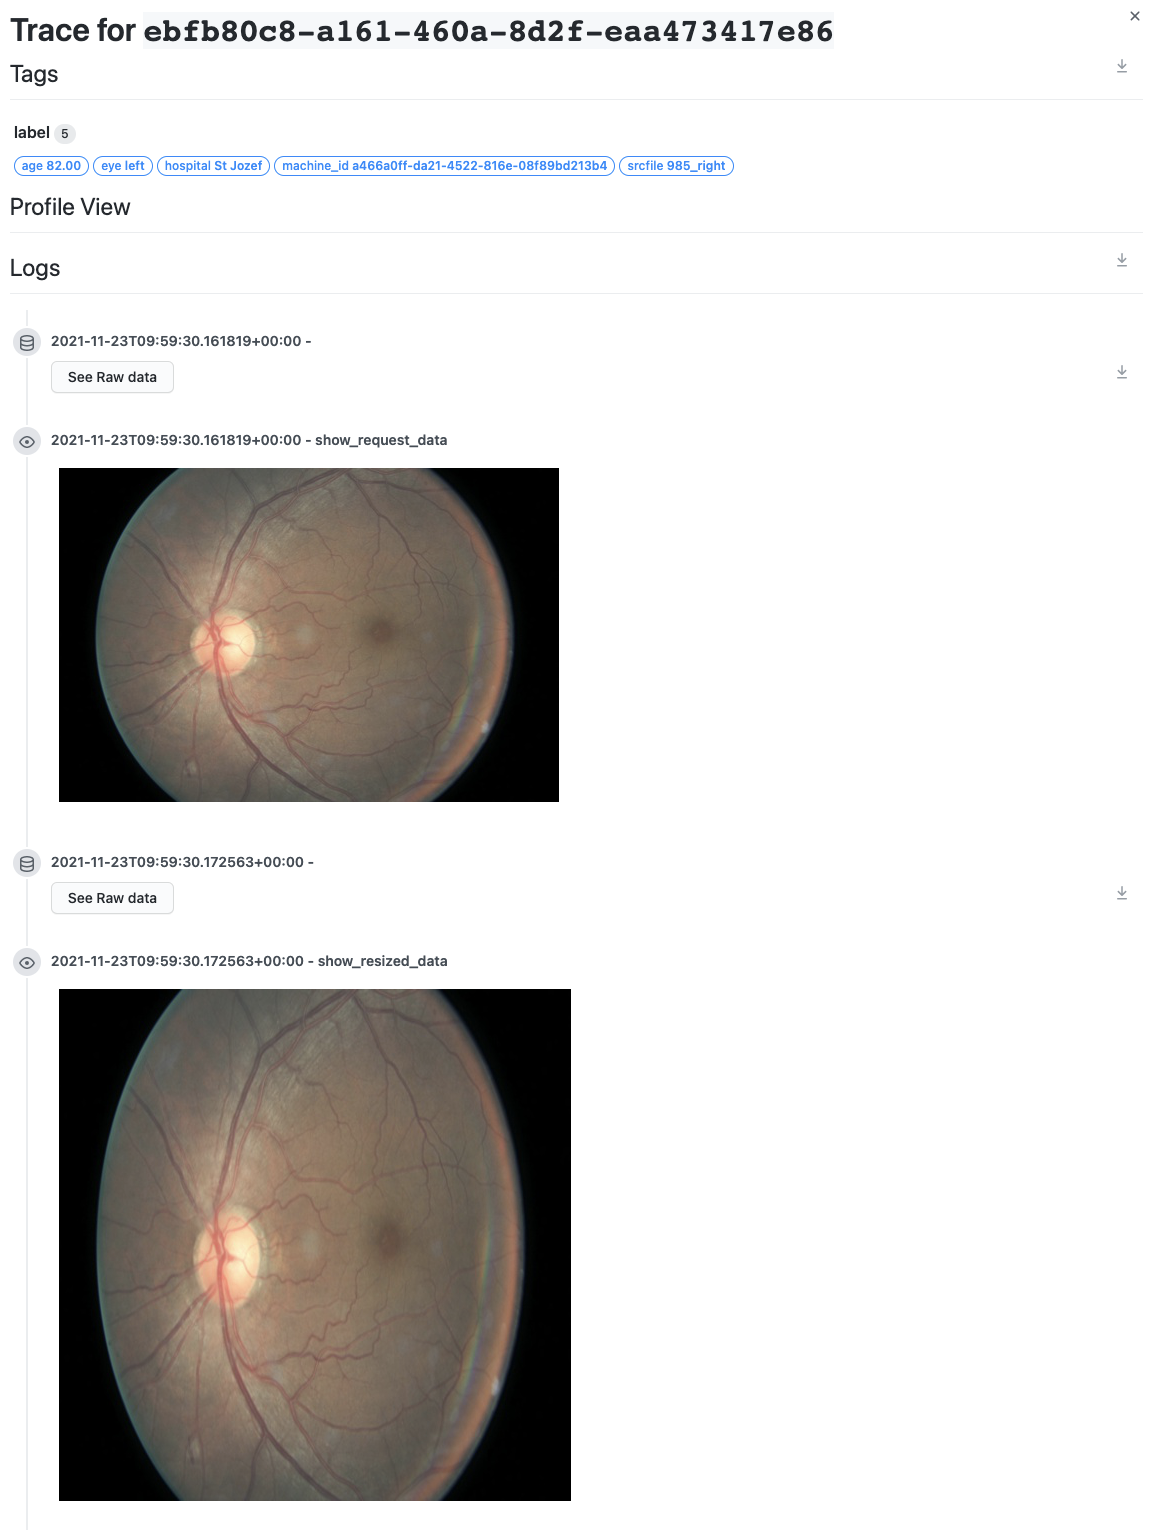 Trace for ebfb80c8-a161-460a-8d2f-eaa473417e86
Tags
label 5
age 82.00 eye left hospital St Jozef machine_id a466a0ff-da21-4522-816e-08f89bd213b4 srcfile 985_right
Profile View
Logs
2021-11-23T09:59:30.161819+00:00 -
See Raw data
2021-11-23T09:59:30.161819+00:00 - show_request_data
2021-11-23T09:59:30.172563+00:00 -
See Raw data
2021-11-23T09:59:30.172563+00:00 - show_resized_data